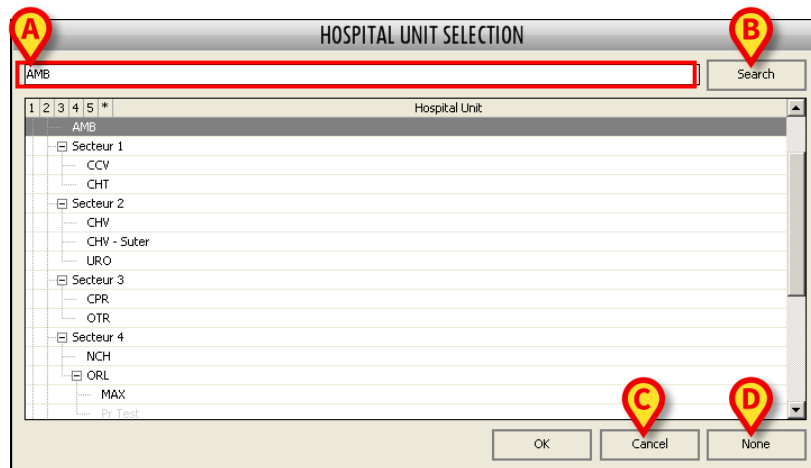 A
HOSPITAL UNIT SELECTION
B
AMB
Search
1 2 3 4 5 * Hospital Unit
AMB
Secteur 1
CCV
CHT
Secteur 2
CHV
CHV - Suter
URO
Secteur 3
CPR
OTR
Secteur 4
NCH
ORL
MAX
Pr Test
C
D
OK Cancel None